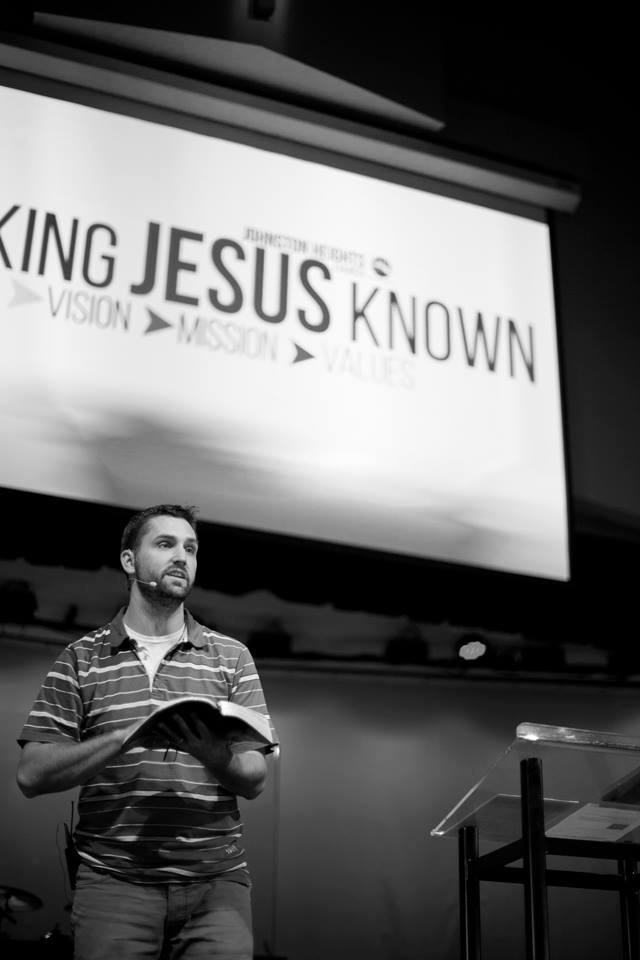 JOHNSTON HEIGHTS
KING JESUS KNOWN
VISION MISSION VALUES